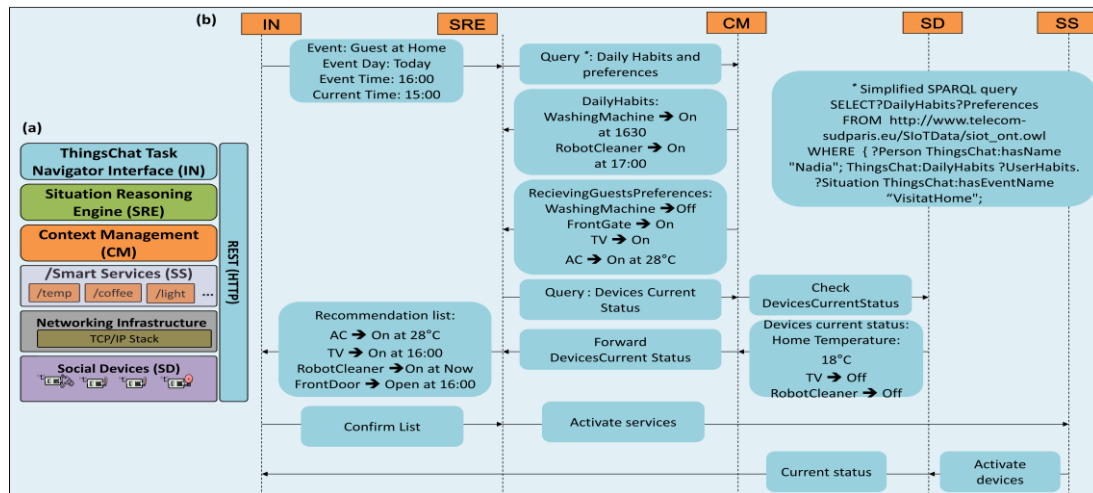 (b)
IN
SRE
CM
SD
SS
Event: Guest at Home
Event Day: Today
Event Time: 16:00
Current Time: 15:00
Query *: Daily Habits and
preferences
DailyHabits:
WashingMachine ➔ On
at 1630
RobotCleaner ➔ On
at 17:00
* Simplified SPARQL query
SELECT?DailyHabits?Preferences
FROM http://www.telecom-
sudparis.eu/SIoTData/siot_ont.owl
WHERE { ?Person ThingsChat:hasName
"Nadia"; ThingsChat:DailyHabits ?UserHabits.
?Situation ThingsChat:hasEventName
“VisitatHome";
(a)
ThingsChat Task
Navigator Interface (IN)
Situation Reasoning
Engine (SRE)
Context Management
(CM)
/Smart Services (SS)
/temp
/coffee
/light
...
Networking Infrastructure
TCP/IP Stack
Social Devices (SD)
REST (HTTP)
RecievingGuestsPreferences:
WashingMachine ➔Off
FrontGate ➔ On
TV ➔ On
AC ➔ On at 28°C
Query : Devices Current
Status
Check
DevicesCurrentStatus
Recommendation list:
AC ➔ On at 28°C
TV ➔ On at 16:00
RobotCleaner ➔On at Now
FrontDoor ➔ Open at 16:00
Forward
DevicesCurrent Status
Devices current status:
Home Temperature:
18°C
TV ➔ Off
RobotCleaner ➔ Off
Confirm List
Activate services
Current status
Activate
devices